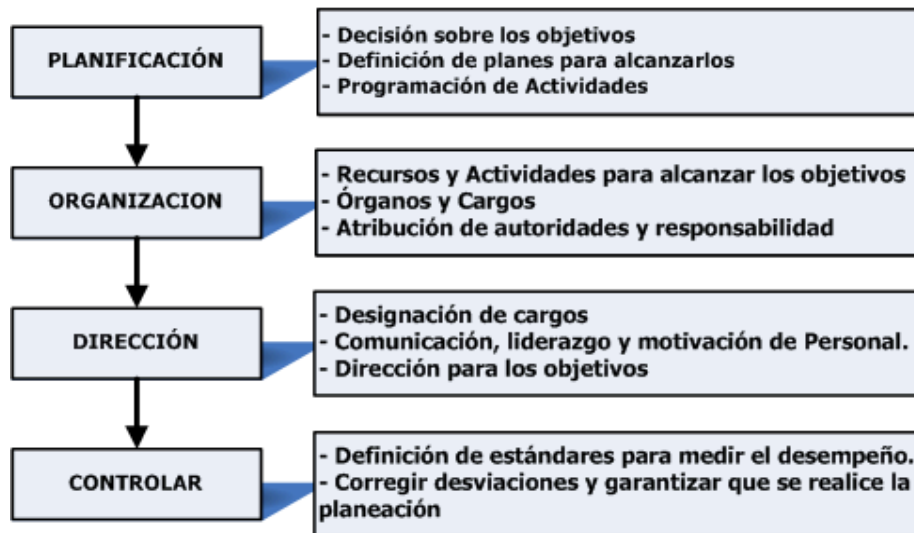 PLANIFICACIÓN
- Decisión sobre los objetivos
- Definición de planes para alcanzarlos
- Programación de Actividades
ORGANIZACION
- Recursos y Actividades para alcanzar los objetivos
- Órganos y Cargos
- Atribución de autoridades y responsabilidad
DIRECCIÓN
- Designación de cargos
- Comunicación, liderazgo y motivación de Personal.
- Dirección para los objetivos
CONTROLAR
- Definición de estándares para medir el desempeño.
- Corregir desviaciones y garantizar que se realice la
planeación